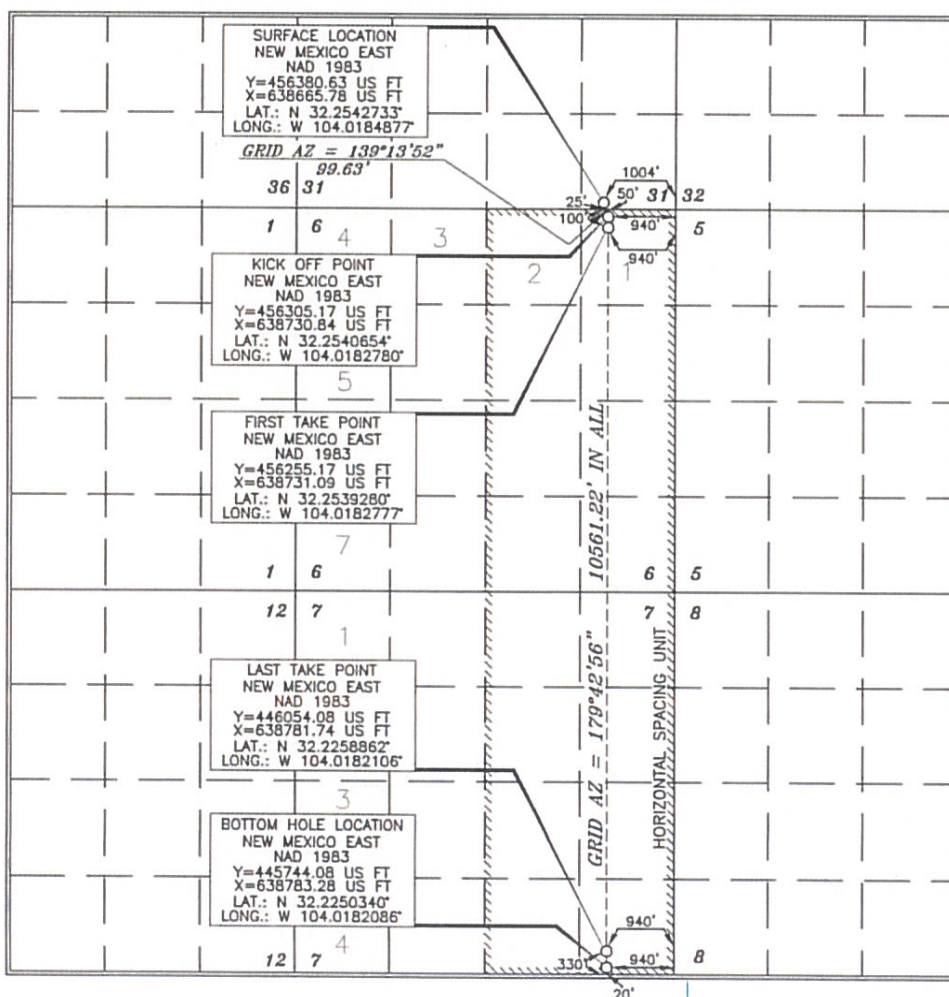 SURFACE LOCATION
NEW MEXICO EAST
NAD 1983
Y=456380.63 US FT
X=638665.78 US FT
LAT.: N 32.2542733°
LONG.: W 104.0184877°
GRID AZ = 139°13'52"
99.63'
36 31
1004'
25'
50'
31 32
100'
940'
940'
1 6
4
3
2
1
5
KICK OFF POINT
NEW MEXICO EAST
NAD 1983
Y=456305.17 US FT
X=638730.84 US FT
LAT.: N 32.2540654°
LONG.: W 104.0182780°
5
FIRST TAKE POINT
NEW MEXICO EAST
NAD 1983
Y=456255.17 US FT
X=638731.09 US FT
LAT.: N 32.2539280°
LONG.: W 104.0182777°
7
10561.22' IN ALL
1 6
6 5
12 7
7 8
1
GRID AZ = 179°42'56"
HORIZONTAL SPACING UNIT
LAST TAKE POINT
NEW MEXICO EAST
NAD 1983
Y=446054.08 US FT
X=638781.74 US FT
LAT.: N 32.2258862°
LONG.: W 104.0182106°
3
BOTTOM HOLE LOCATION
NEW MEXICO EAST
NAD 1983
Y=445744.08 US FT
X=638783.28 US FT
LAT.: N 32.2250340°
LONG.: W 104.0182086°
4
12 7
940'
330'
940'
8
20'